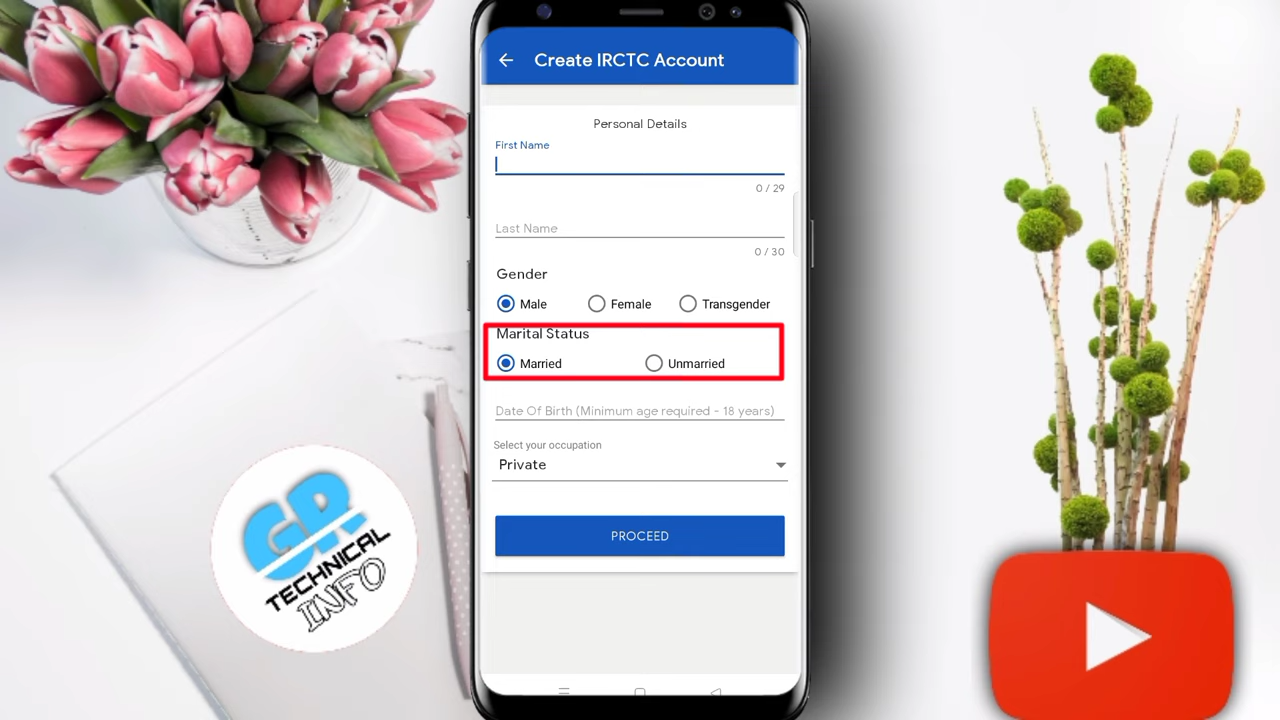 Create IRCTC Account
Personal Details
First Name
0 / 29
Last Name
0 / 30
Gender
Male Female Transgender
Marital Status
Married Unmarried
Date Of Birth (Minimum age required - 18 years)
Select your occupation
Private
PROCEED
GR
TECHNICAL
INFO